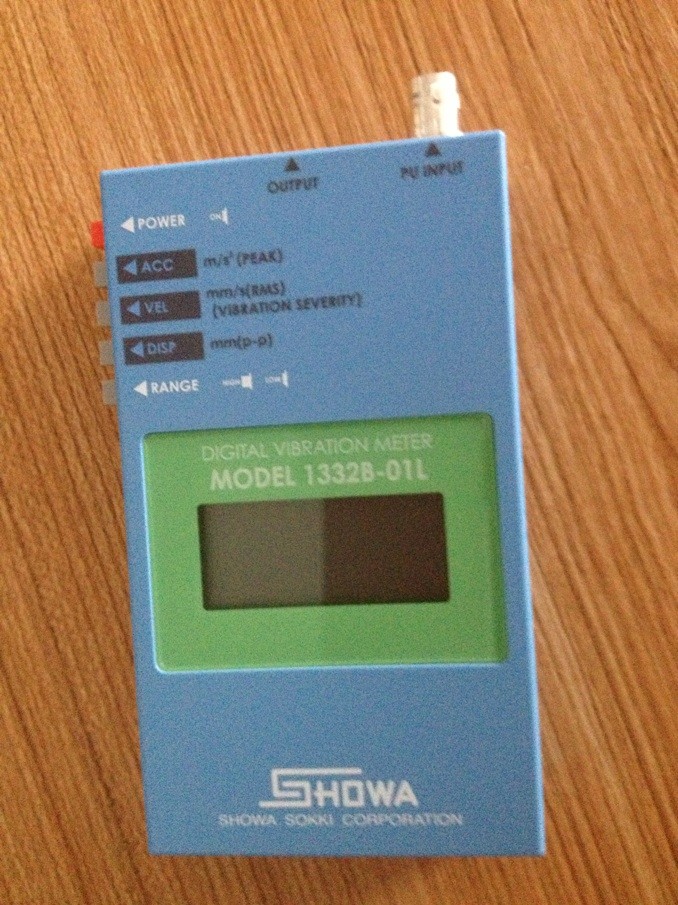 OUTPUT
PU INPUT
POWER ON
ACC m/s² (PEAK)
VEL mm/s(RMS)
(VIBRATION SEVERITY)
DISP mm(p-p)
RANGE HIGH LOW
DIGITAL VIBRATION METER
MODEL 1332B-01L
SHOWA
SHOWA SOKKI CORPORATION